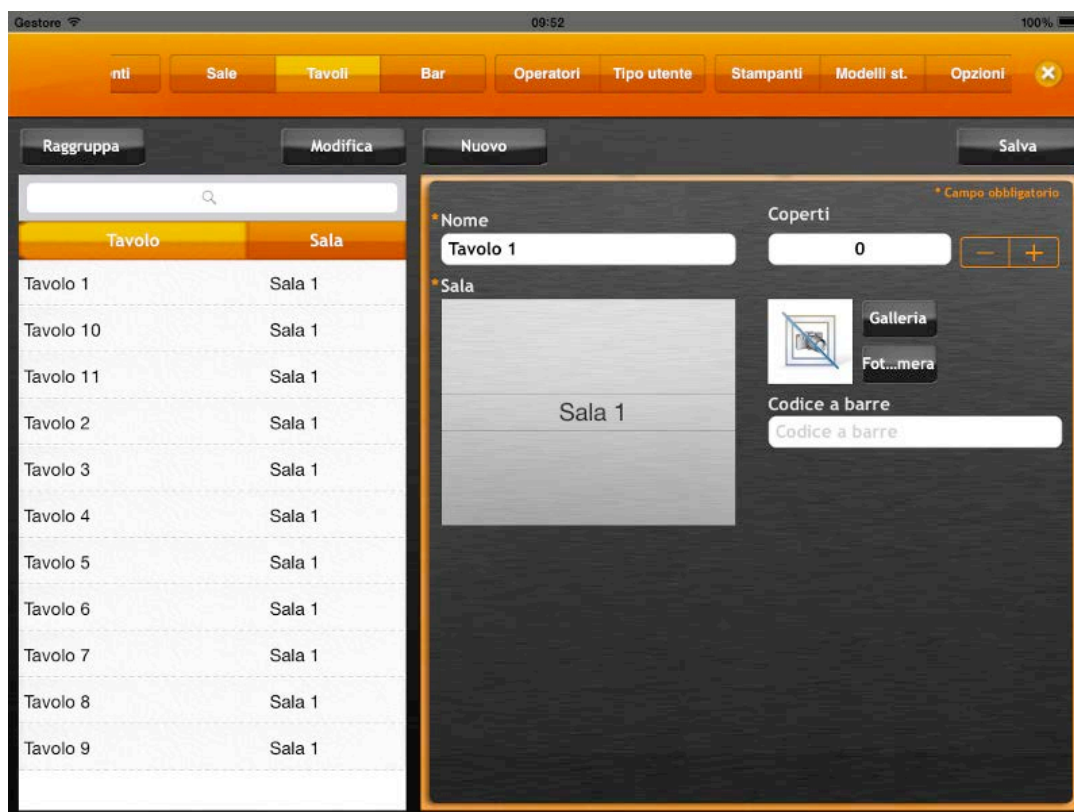 Gestore 09:52 100%
nti Sale Tavoli Bar Operatori Tipo utente Stampanti Modelli st. Opzioni
Raggruppa Modifica Nuovo Salva
* Campo obbligatorio
*Nome Coperti
Tavolo 1 0 − +
*Sala
Sala 1
Galleria
Fot...mera
Codice a barre
Codice a barre
Tavolo Sala
Tavolo 1 Sala 1
Tavolo 10 Sala 1
Tavolo 11 Sala 1
Tavolo 2 Sala 1
Tavolo 3 Sala 1
Tavolo 4 Sala 1
Tavolo 5 Sala 1
Tavolo 6 Sala 1
Tavolo 7 Sala 1
Tavolo 8 Sala 1
Tavolo 9 Sala 1